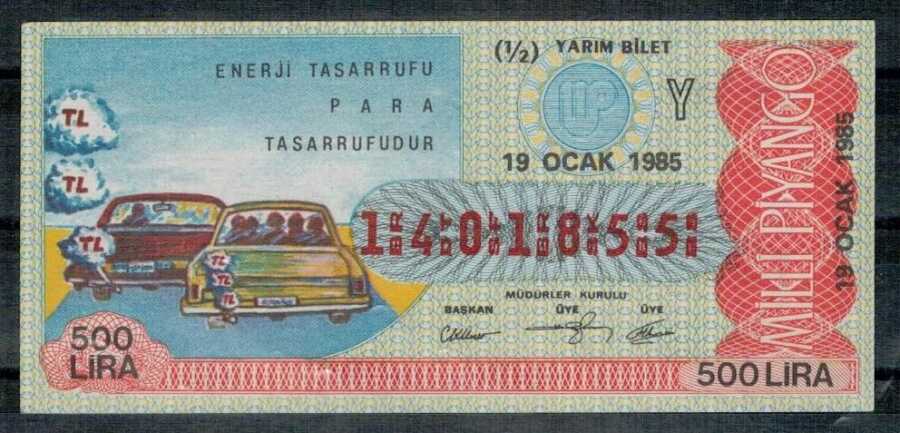 ENERJİ TASARRUFU
PARA
TASARRUFUDUR
TL
TL
TL
TL
TL
TL
(½) YARIM BİLET
MP
Y
19 OCAK 1985
1 4 0 1 8 5 5
MÜDÜRLER KURULU
BAŞKAN ÜYE ÜYE
500
LİRA
500 LİRA
MİLLİ PİYANGO
19 OCAK 1985